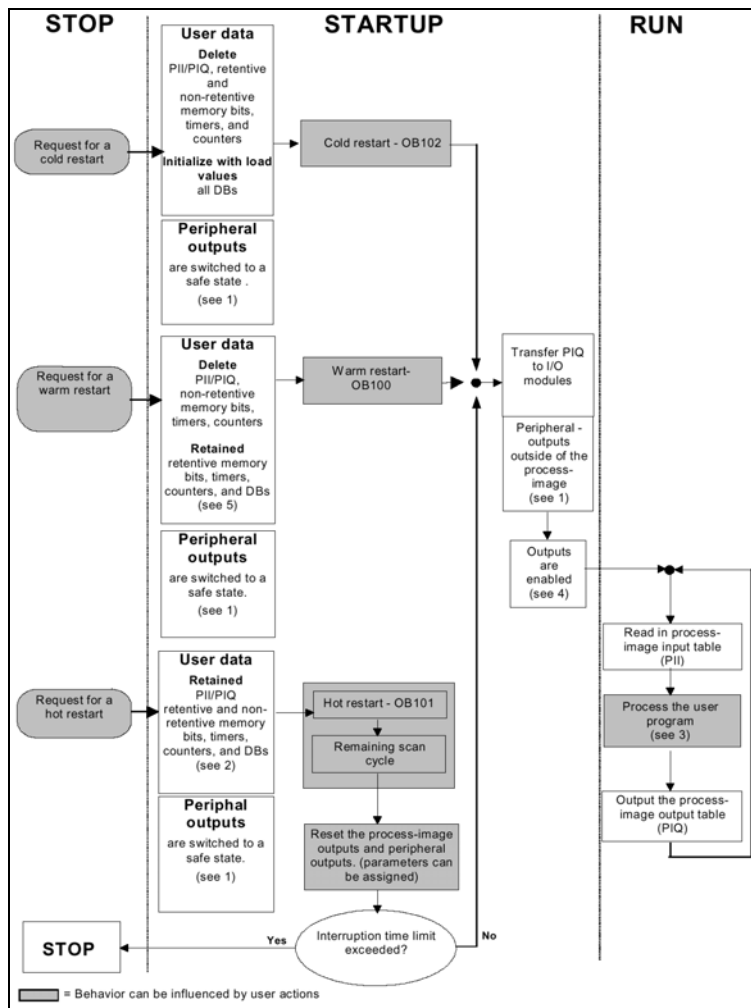 STOP
STARTUP
RUN
Request for a
cold restart
User data
Delete
PII/PIQ, retentive
and
non-retentive
memory bits,
timers, and
counters
Initialize with load
values
all DBs
Cold restart - OB102
Peripheral
outputs
are switched to a
safe state .
(see 1)
Request for a
warm restart
User data
Delete
PII/PIQ,
non-retentive
memory bits,
timers, counters
Retained
retentive memory
bits, timers,
counters, and DBs
(see 5)
Warm restart-
OB100
Peripheral
outputs
are switched to a
safe state.
(see 1)
Transfer PIQ
to I/O
modules
Peripheral -
outputs
outside of the
process-
image
(see 1)
Outputs
are
enabled
(see 4)
Request for a
hot restart
User data
Retained
PII/PIQ
retentive and non-
retentive memory
bits, timers,
counters, and DBs
(see 2)
Hot restart - OB101
Remaining scan
cycle
Periphal
outputs
are switched to a
safe state.
(see 1)
Reset the process-image
outputs and peripheral
outputs. (parameters can
be assigned)
Interruption time limit
exceeded?
Yes
No
STOP
Read in process-
image input table
(PII)
Process the user
program
(see 3)
Output the process-
image output table
(PIQ)
= Behavior can be influenced by user actions